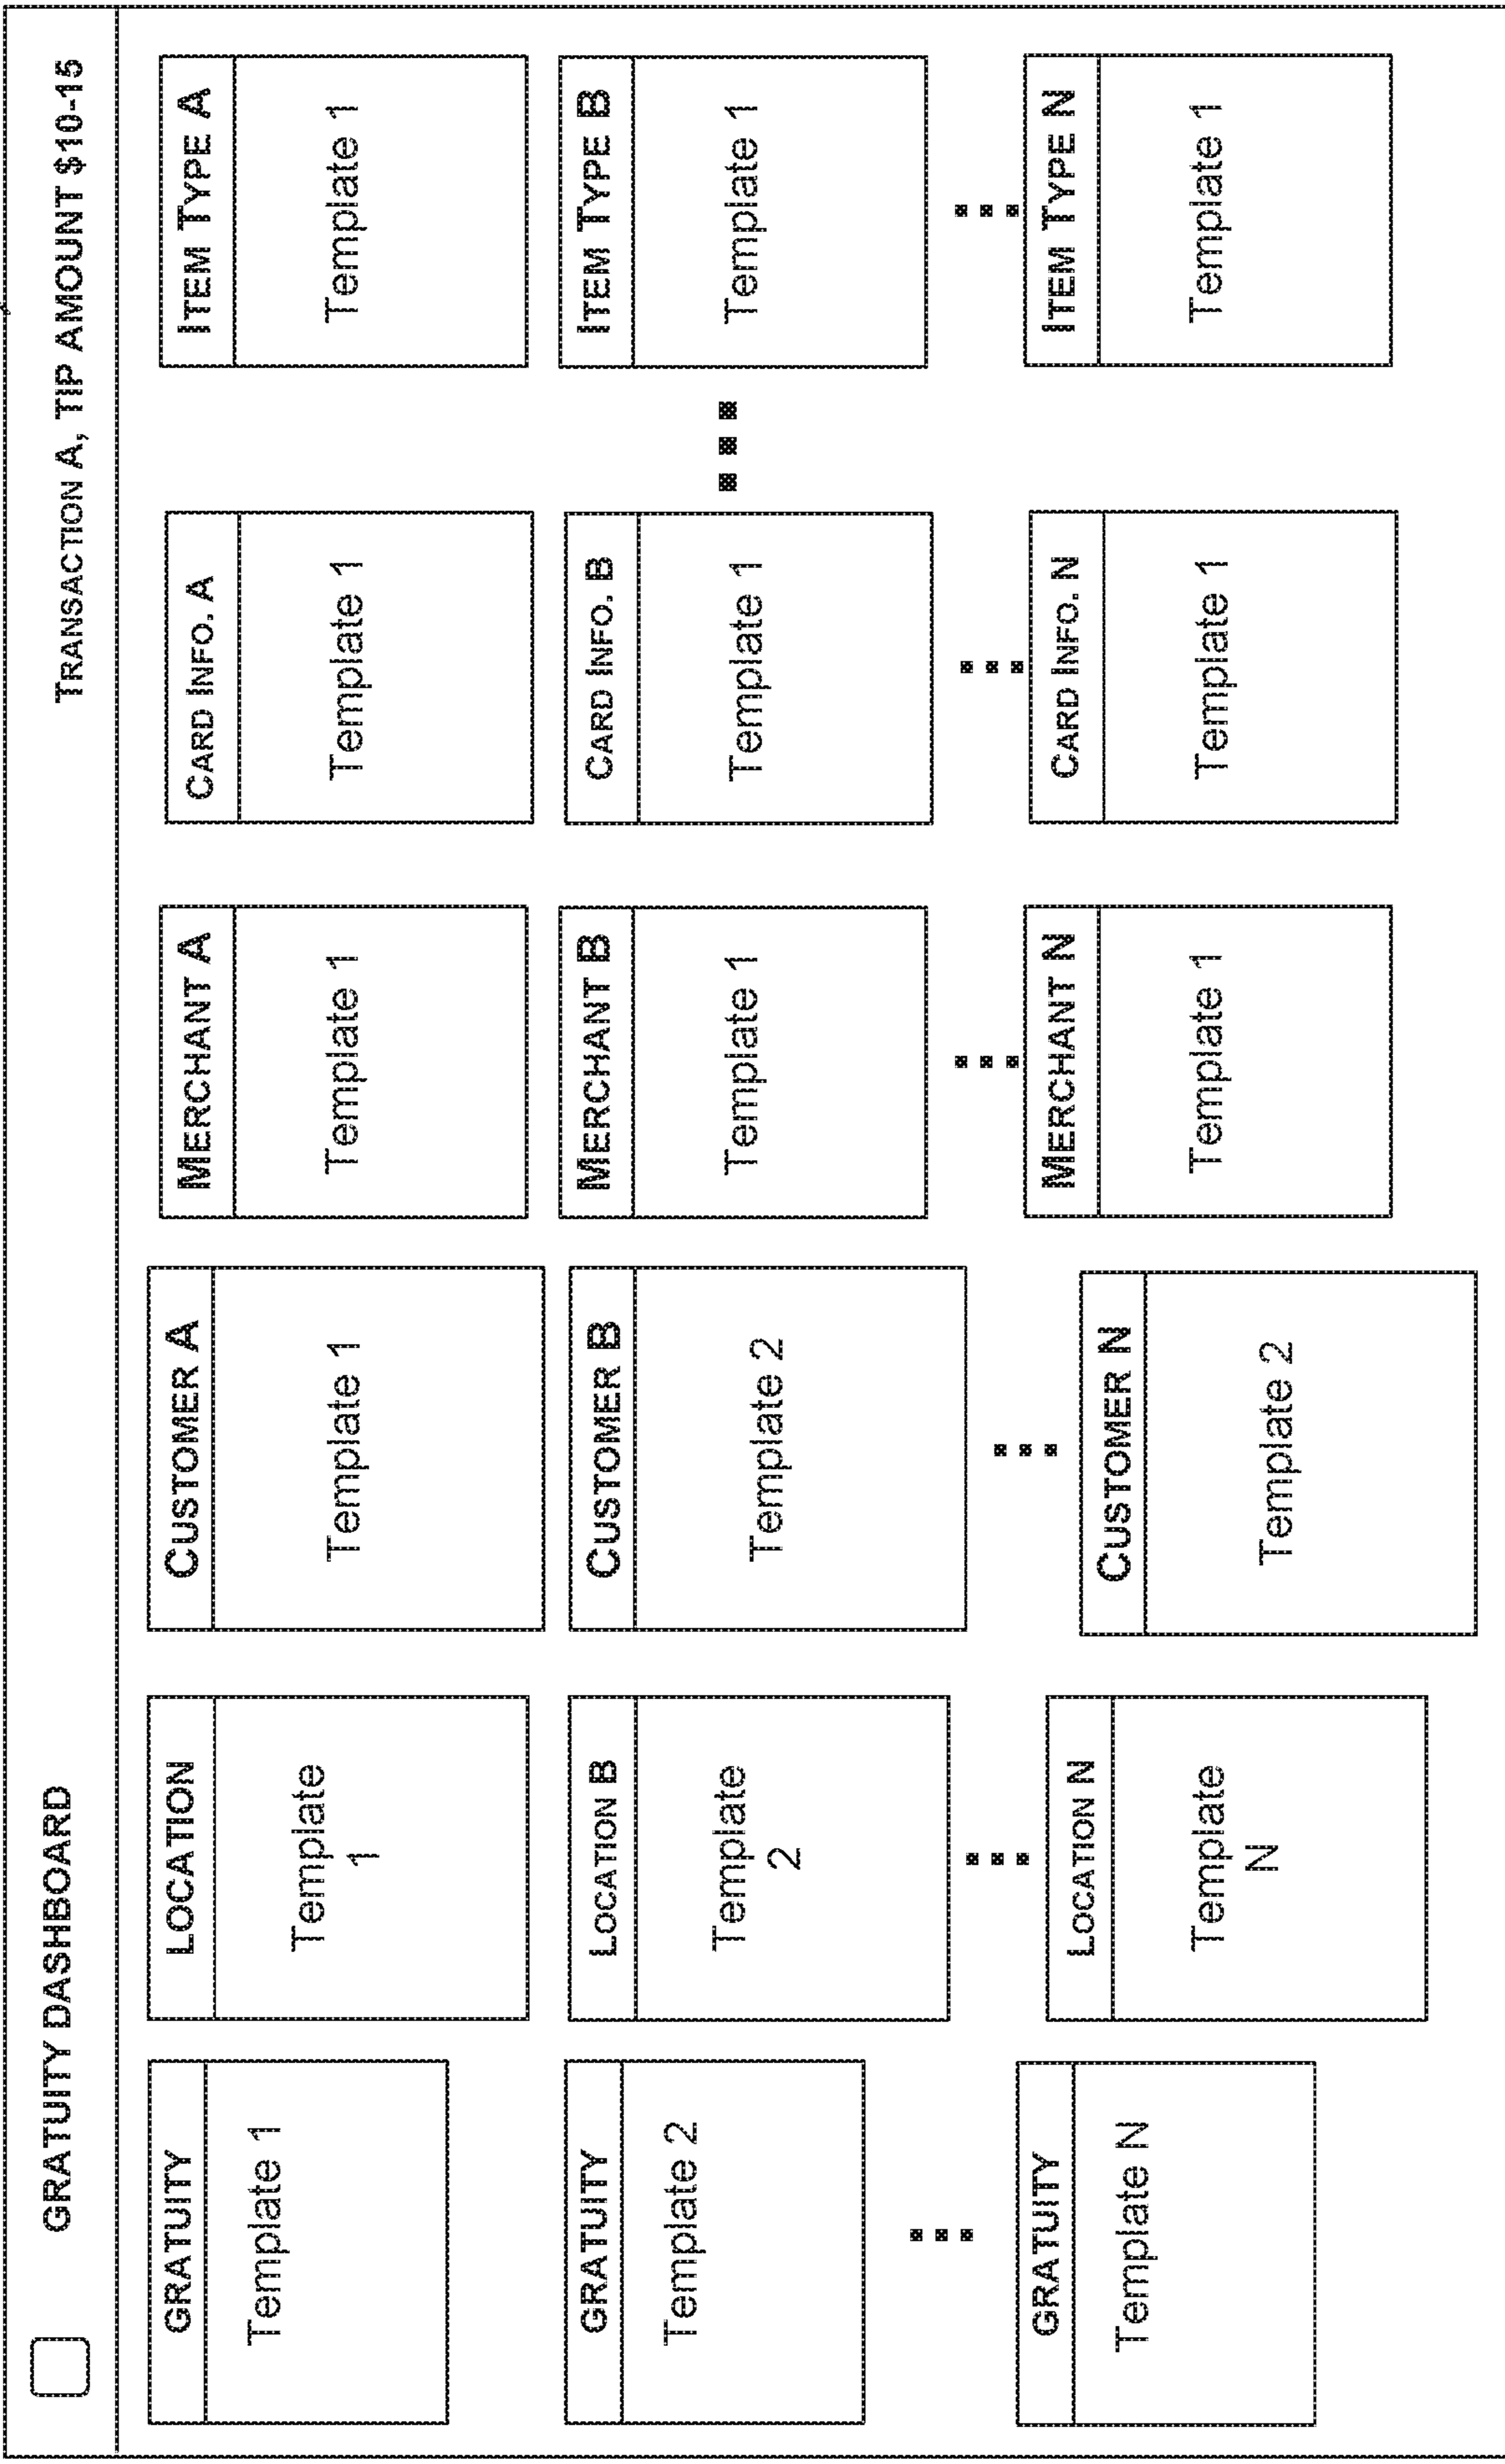 GRATUITY DASHBOARD
TRANSACTION A, TIP AMOUNT $10-15
GRATUITY
Template 1
LOCATION
Template
1
CUSTOMER A
Template 1
MERCHANT A
Template 1
CARD INFO. A
Template 1
ITEM TYPE A
Template 1
GRATUITY
Template 2
LOCATION B
Template
2
CUSTOMER B
Template 2
MERCHANT B
Template 1
CARD INFO. B
Template 1
ITEM TYPE B
Template 1
GRATUITY
Template N
LOCATION N
Template
N
CUSTOMER N
Template 2
MERCHANT N
Template 1
CARD INFO. N
Template 1
ITEM TYPE N
Template 1